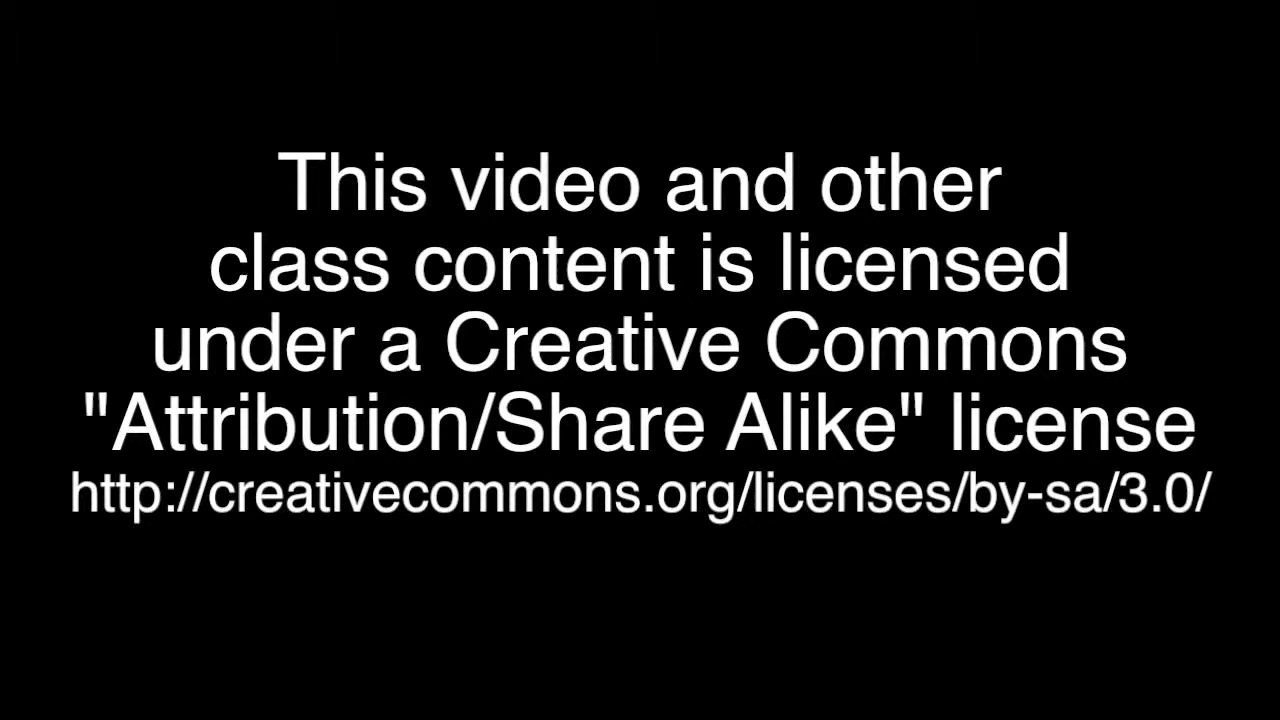 This video and other
class content is licensed
under a Creative Commons
"Attribution/Share Alike" license
http://creativecommons.org/licenses/by-sa/3.0/